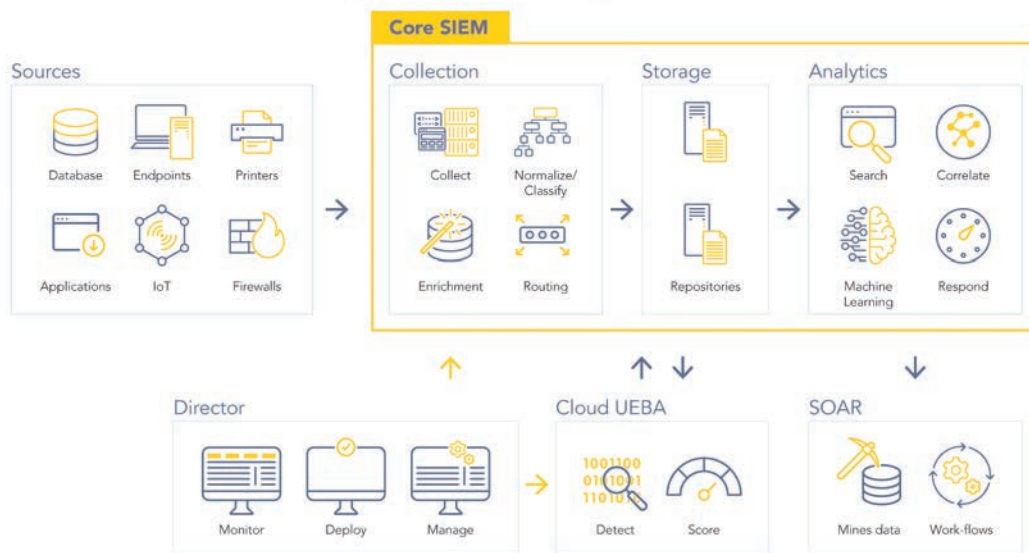 Core SIEM
Sources
Collection
Storage
Analytics
Database
Endpoints
Printers
Collect
Normalize/
Classify
Search
Correlate
Applications
IoT
Firewalls
Enrichment
Routing
Repositories
Machine
Learning
Respond
Director
Cloud UEBA
SOAR
1001100
0101001
Monitor
Deploy
Manage
Detect
Score
Mines data
Work-flows